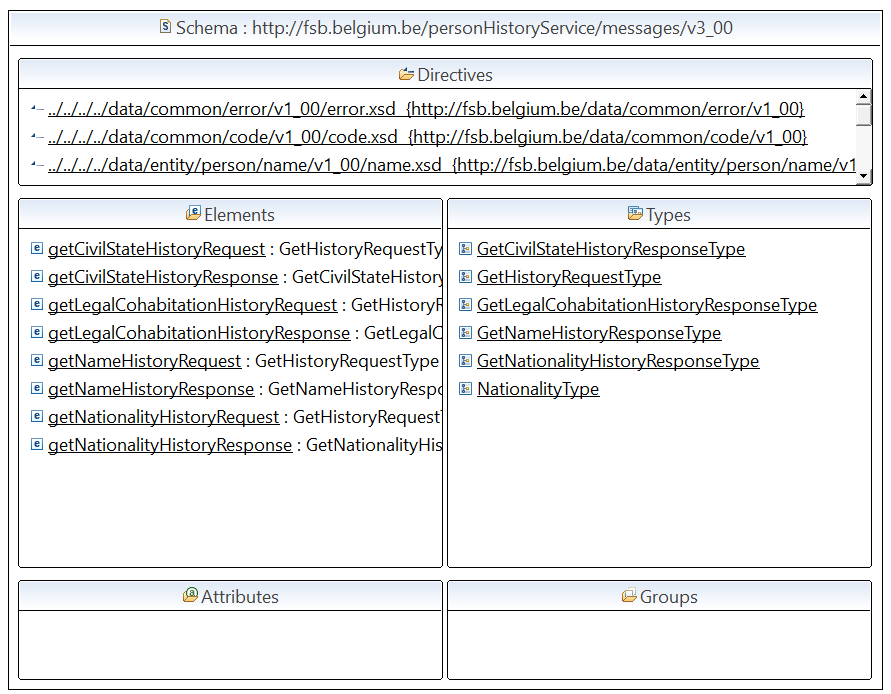 Schema : http://fsb.belgium.be/personHistoryService/messages/v3_00
Directives
../../../../data/common/error/v1_00/error.xsd {http://fsb.belgium.be/data/common/error/v1_00}
../../../../data/common/code/v1_00/code.xsd {http://fsb.belgium.be/data/common/code/v1_00}
../../../../data/entity/person/name/v1_00/name.xsd {http://fsb.belgium.be/data/entity/person/name/v1
Elements
getCivilStateHistoryRequest : GetHistoryRequestTy
getCivilStateHistoryResponse : GetCivilStateHistory
getLegalCohabitationHistoryRequest : GetHistoryR
getLegalCohabitationHistoryResponse : GetLegalC
getNameHistoryRequest : GetHistoryRequestType
getNameHistoryResponse : GetNameHistoryRespo
getNationalityHistoryRequest : GetHistoryRequestT
getNationalityHistoryResponse : GetNationalityHis
Types
GetCivilStateHistoryResponseType
GetHistoryRequestType
GetLegalCohabitationHistoryResponseType
GetNameHistoryResponseType
GetNationalityHistoryResponseType
NationalityType
Attributes
Groups